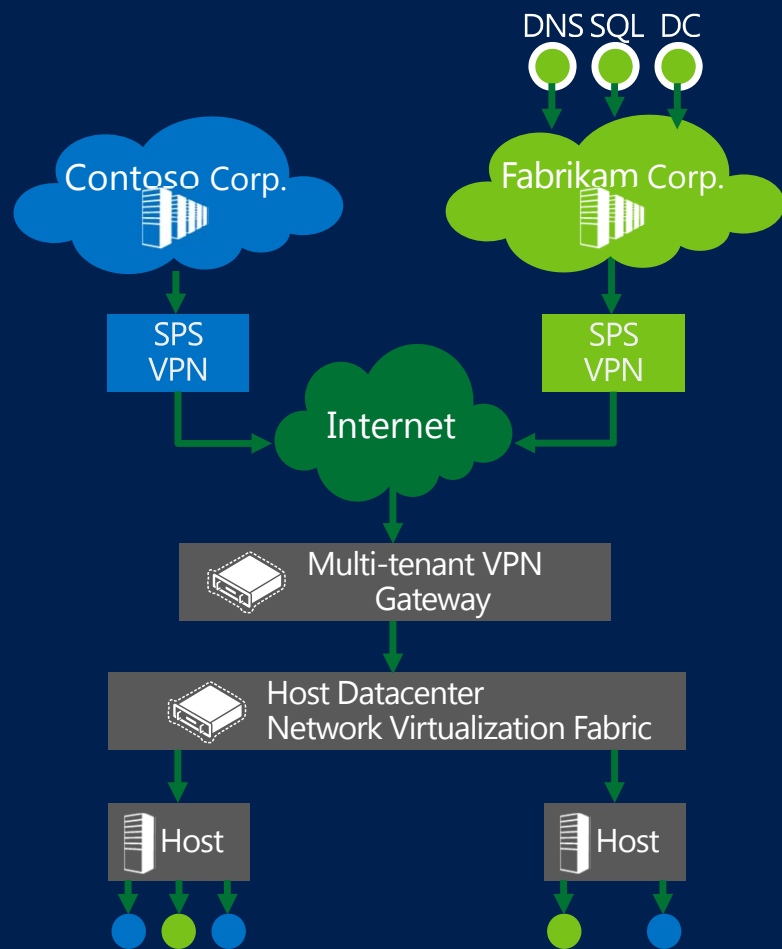 DNS SQL DC
Contoso Corp.
Fabrikam Corp.
SPS
VPN
SPS
VPN
Internet
Multi-tenant VPN
Gateway
Host Datacenter
Network Virtualization Fabric
Host
Host